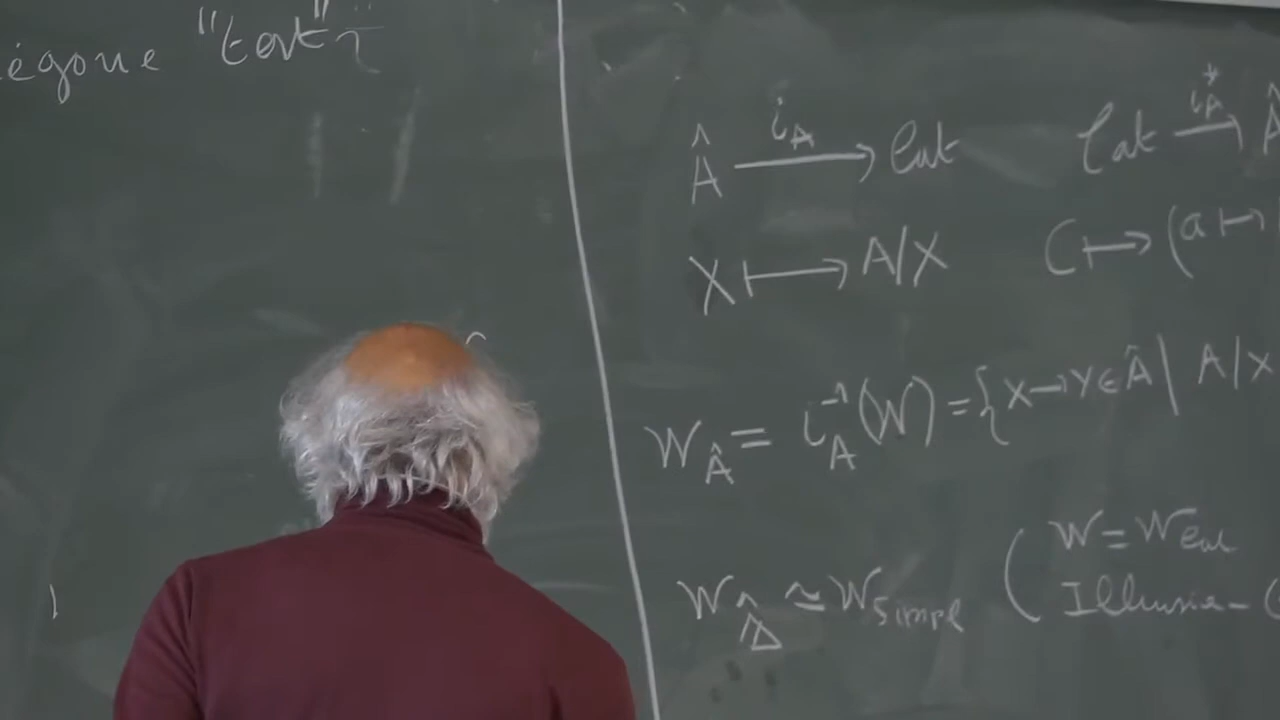 égorie "test"
Â —i_A→ Cat
Cat —i_A^*→ Â
X ⟼ A/X
C ⟼ (a ⟼
W_Â = i_A^{-1}(W) = {X→Y∈Â | A/X
W_Δ̂ ≃ W_simpl
( W = W_
Illusie-